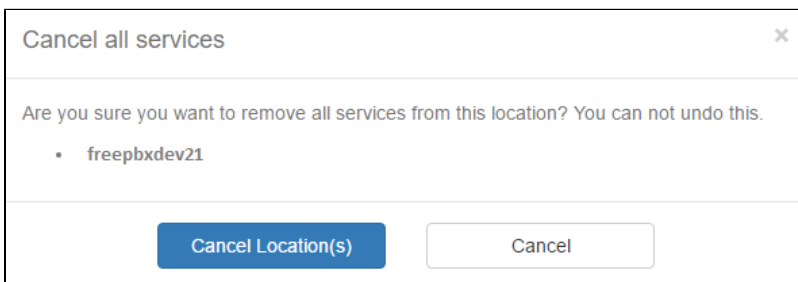 Cancel all services ×
Are you sure you want to remove all services from this location? You can not undo this.
• freepbxdev21
Cancel Location(s) Cancel